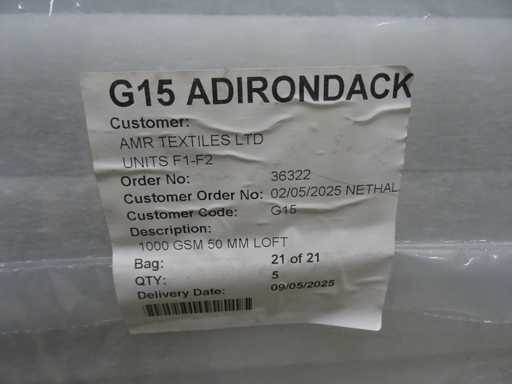 G15 ADIRONDACK
Customer:
AMR TEXTILES LTD
UNITS F1-F2
Order No: 36322
Customer Order No: 02/05/2025 NETHAL
Customer Code: G15
Description:
1000 GSM 50 MM LOFT
Bag: 21 of 21
QTY: 5
Delivery Date: 09/05/2025